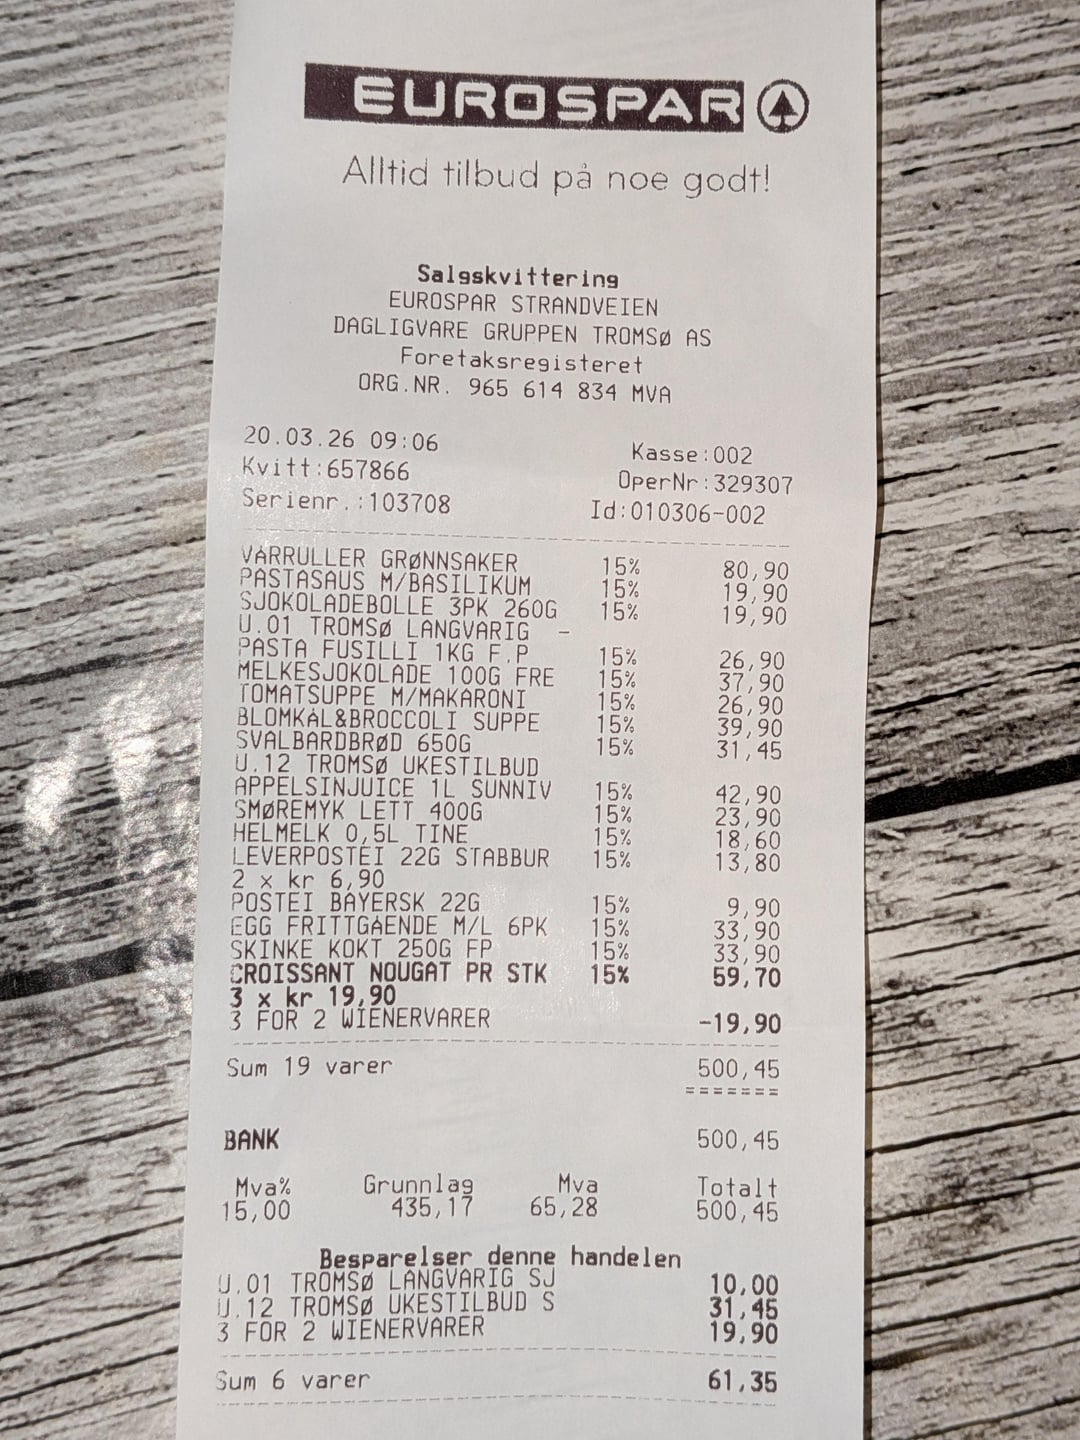 EUROSPAR
Alltid tilbud på noe godt!
Salgskvittering
EUROSPAR STRANDVEIEN
DAGLIGVARE GRUPPEN TROMSØ AS
Foretaksregisteret
ORG.NR. 965 614 834 MVA
20.03.26 09:06 Kasse:002
Kvitt:657866 OperNr:329307
Serienr.:103708 Id:010306-002
VÅRRULLER GRØNNSAKER 15% 80,90
PASTASAUS M/BASILIKUM 15% 19,90
SJOKOLADEBOLLE 3PK 260G 15% 19,90
U.01 TROMSØ LANGVARIG -
PASTA FUSILLI 1KG F.P 15% 26,90
MELKESJOKOLADE 100G FRE 15% 37,90
TOMATSUPPE M/MAKARONI 15% 26,90
BLOMKÅL&BROCCOLI SUPPE 15% 39,90
SVALBARDBRØD 650G 15% 31,45
U.12 TROMSØ UKESTILBUD
APPELSINJUICE 1L SUNNIV 15% 42,90
SMØREMYK LETT 400G 15% 23,90
HELMELK 0,5L TINE 15% 18,60
LEVERPOSTEI 22G STABBUR 15% 13,80
2 x kr 6,90
POSTEI BAYERSK 22G 15% 9,90
EGG FRITTGÅENDE M/L 6PK 15% 33,90
SKINKE KOKT 250G FP 15% 33,90
CROISSANT NOUGAT PR STK 15% 59,70
3 x kr 19,90
3 FOR 2 WIENERVARER -19,90
Sum 19 varer 500,45
=======
BANK 500,45
Mva% Grunnlag Mva Totalt
15,00 435,17 65,28 500,45
Besparelser denne handelen
U.01 TROMSØ LANGVARIG SJ 10,00
U.12 TROMSØ UKESTILBUD S 31,45
3 FOR 2 WIENERVARER 19,90
Sum 6 varer 61,35